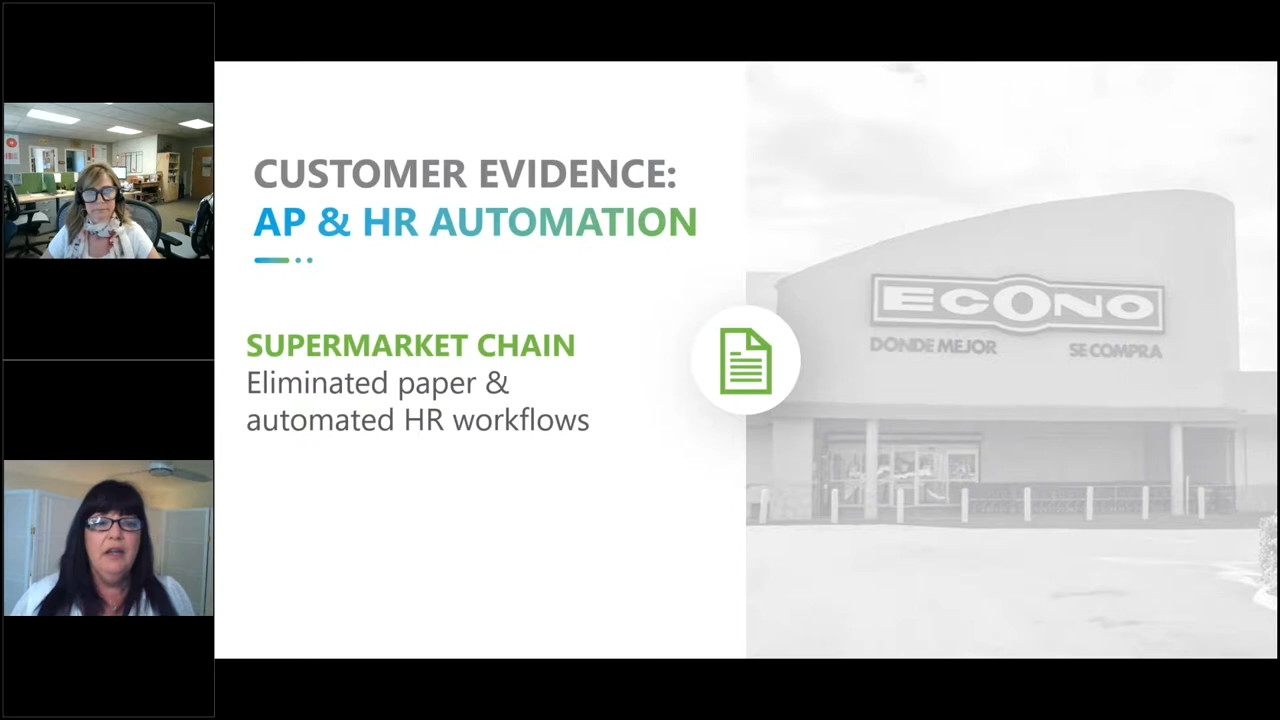 CUSTOMER EVIDENCE:
AP & HR AUTOMATION
SUPERMARKET CHAIN
Eliminated paper &
automated HR workflows
ECONO
DONDE MEJOR SE COMPRA